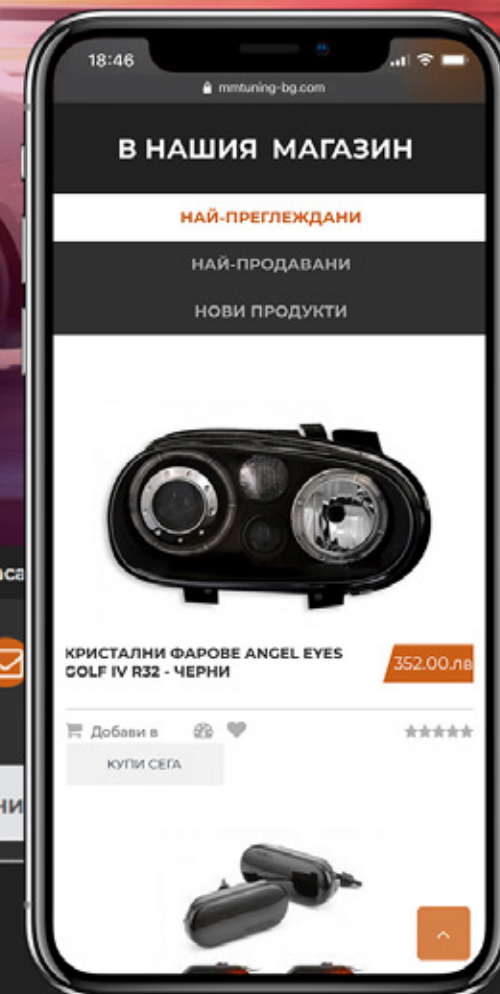 18:46
mmtuning-bg.com
В НАШИЯ МАГАЗИН
НАЙ-ПРЕГЛЕЖДАНИ
НАЙ-ПРОДАВАНИ
НОВИ ПРОДУКТИ
КРИСТАЛНИ ФАРОВЕ ANGEL EYES
GOLF IV R32 - ЧЕРНИ
352.00.лв
Добави в
КУПИ СЕГА